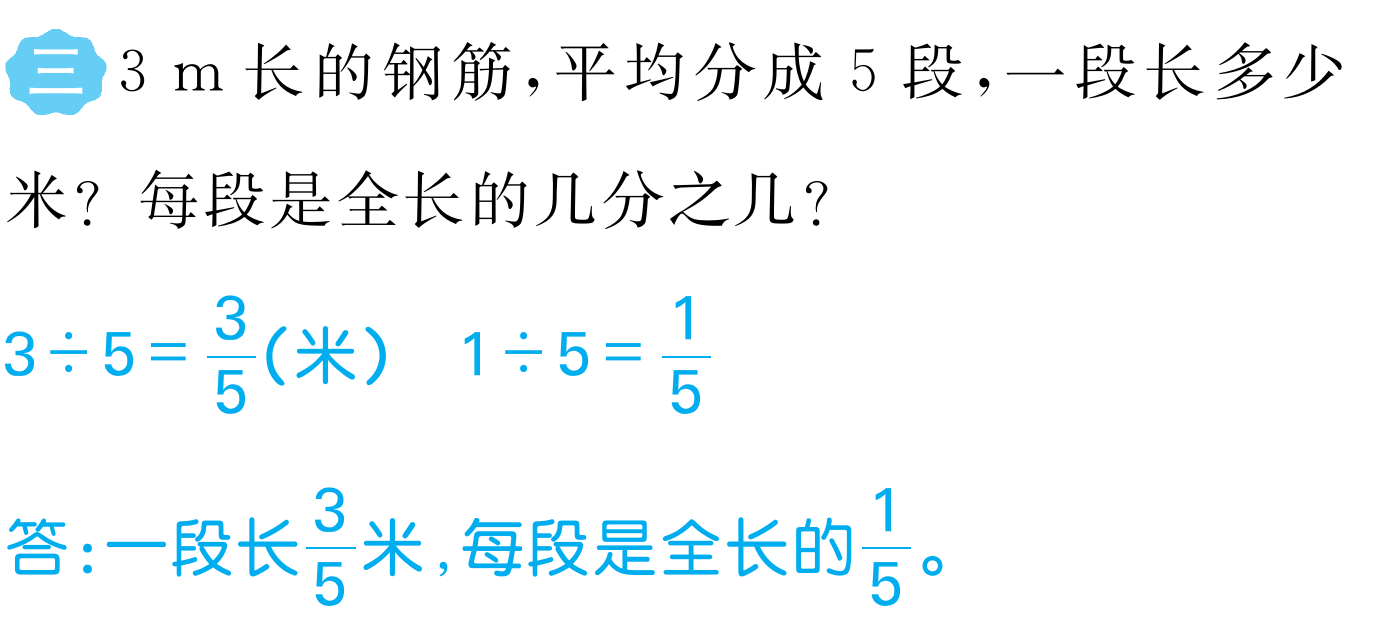 三 3 m 长的钢筋,平均分成 5 段,一段长多少
米? 每段是全长的几分之几?
3÷5=3/5(米) 1÷5=1/5
答:一段长3/5米,每段是全长的1/5。